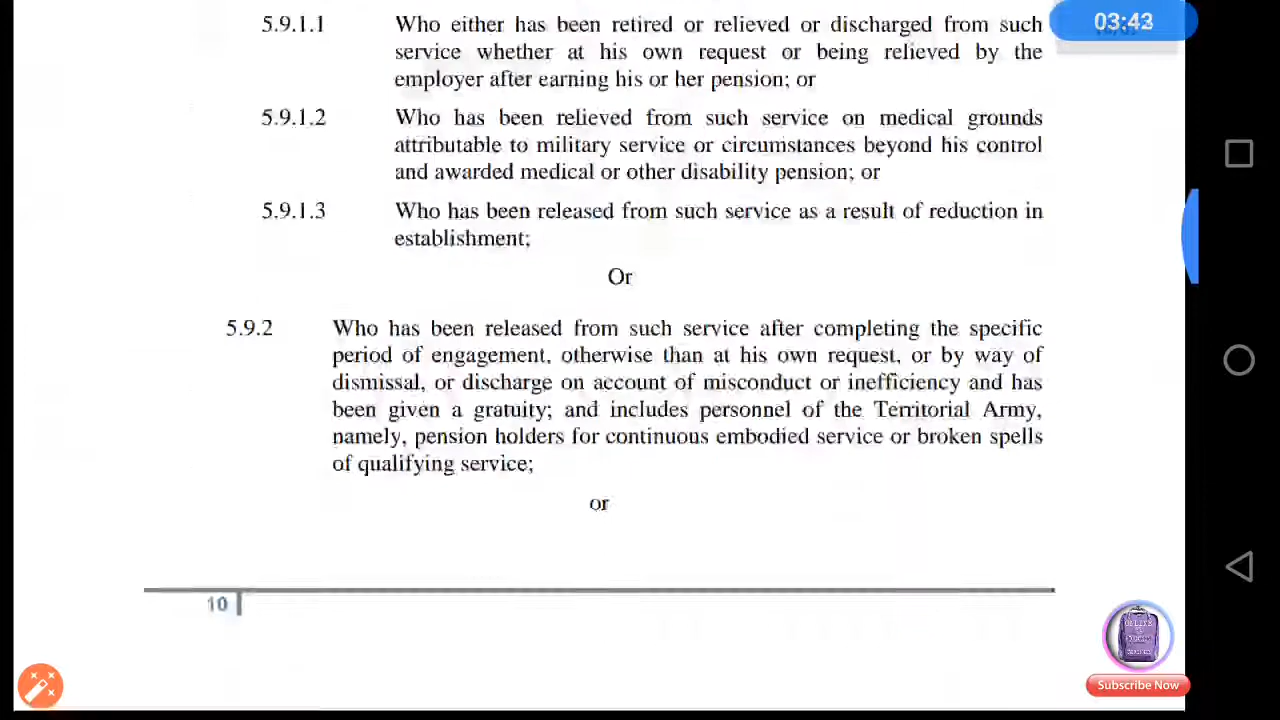 03:43
5.9.1.1 Who either has been retired or relieved or discharged from such
service whether at his own request or being relieved by the
employer after earning his or her pension; or
5.9.1.2 Who has been relieved from such service on medical grounds
attributable to military service or circumstances beyond his control
and awarded medical or other disability pension; or
5.9.1.3 Who has been released from such service as a result of reduction in
establishment;
Or
5.9.2 Who has been released from such service after completing the specific
period of engagement, otherwise than at his own request, or by way of
dismissal, or discharge on account of misconduct or inefficiency and has
been given a gratuity; and includes personnel of the Territorial Army,
namely, pension holders for continuous embodied service or broken spells
of qualifying service;
or
10
Subscribe Now